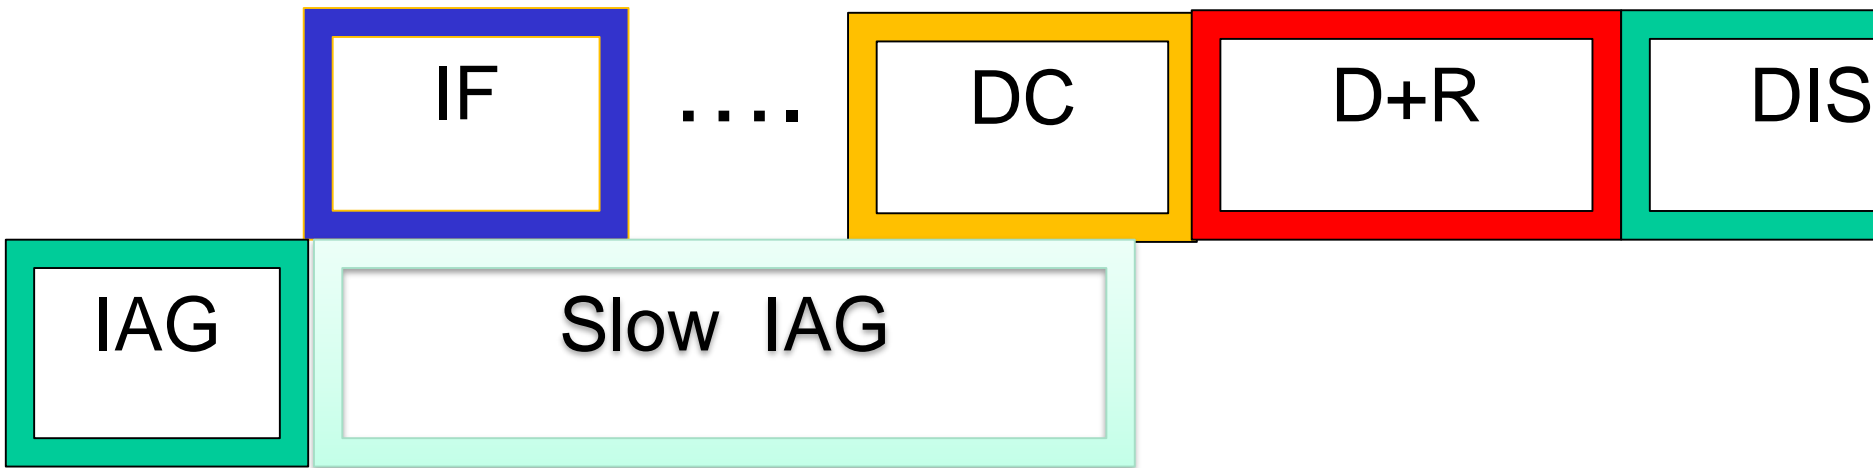 IF .... DC D+R DIS
IAG Slow IAG